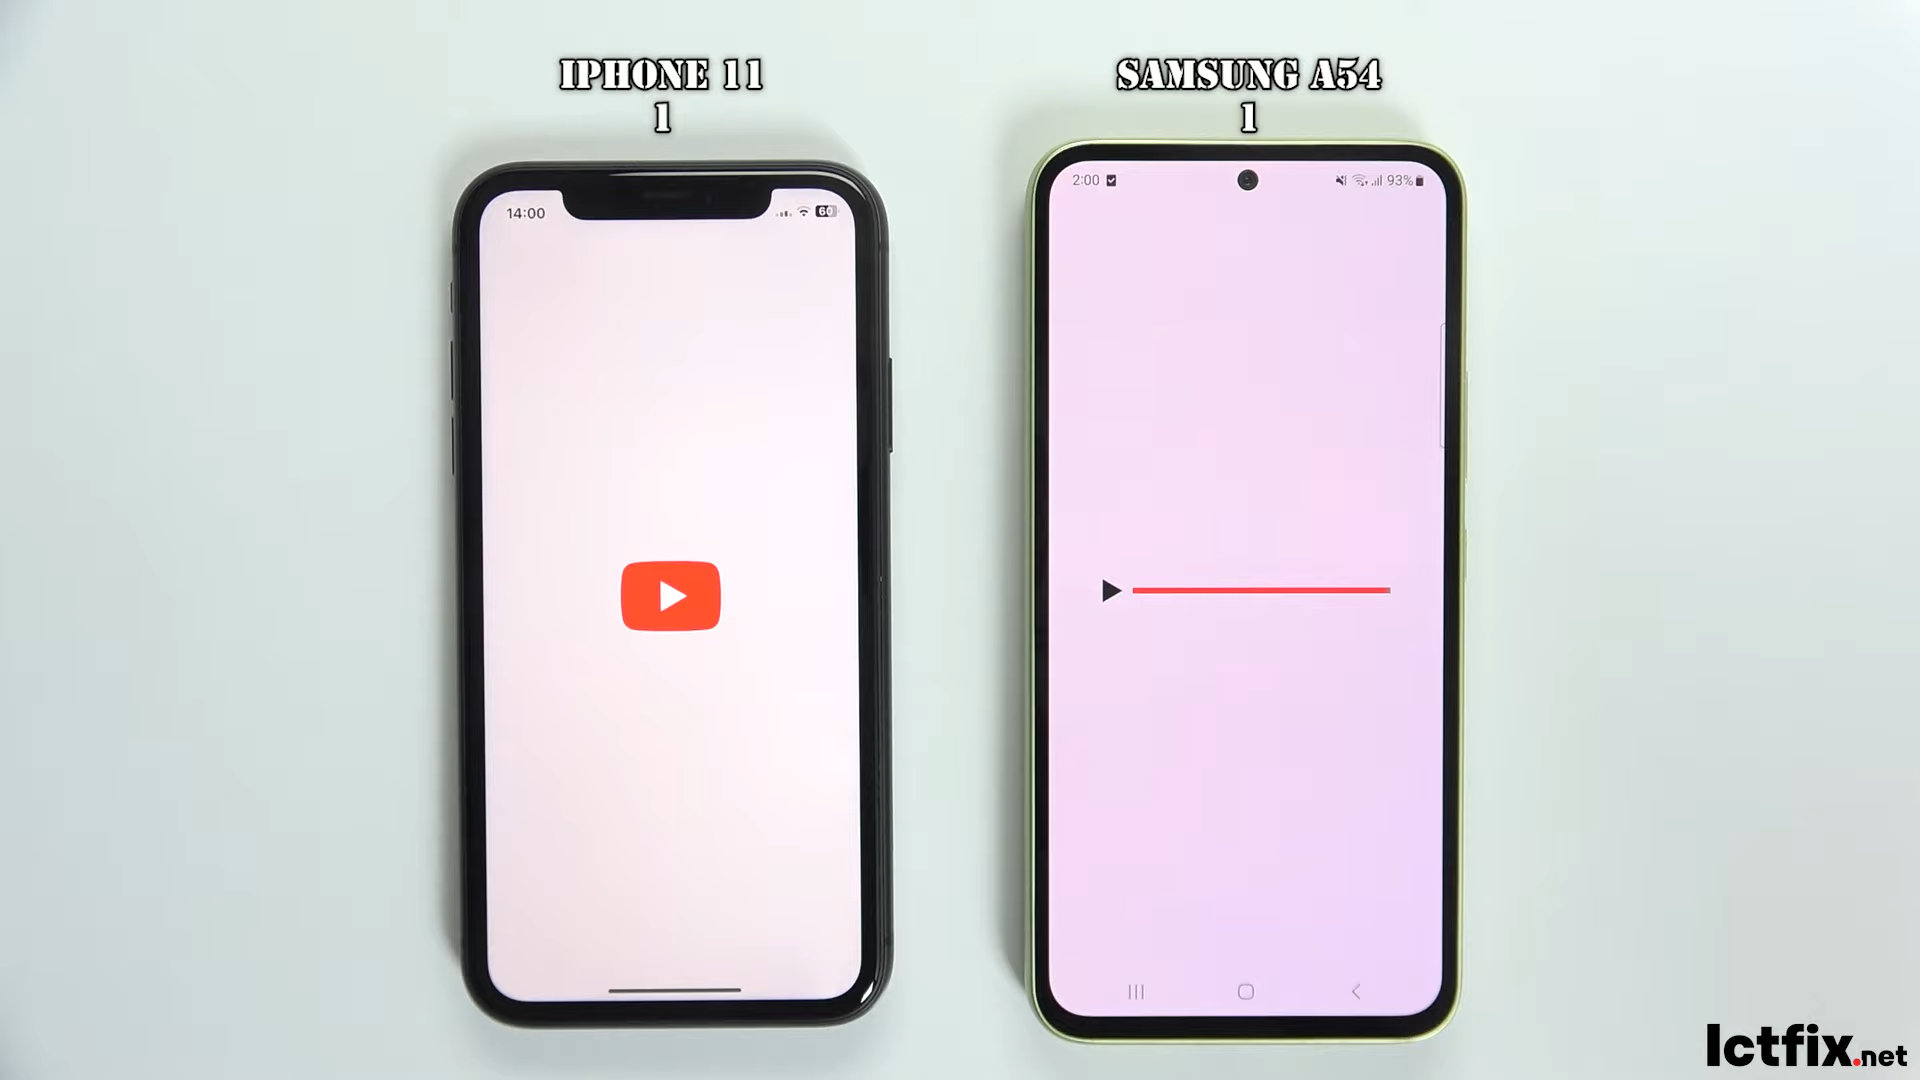 IPHONE 11
1
SAMSUNG A54
1
14:00
60
2:00
93%
Ictfix.net